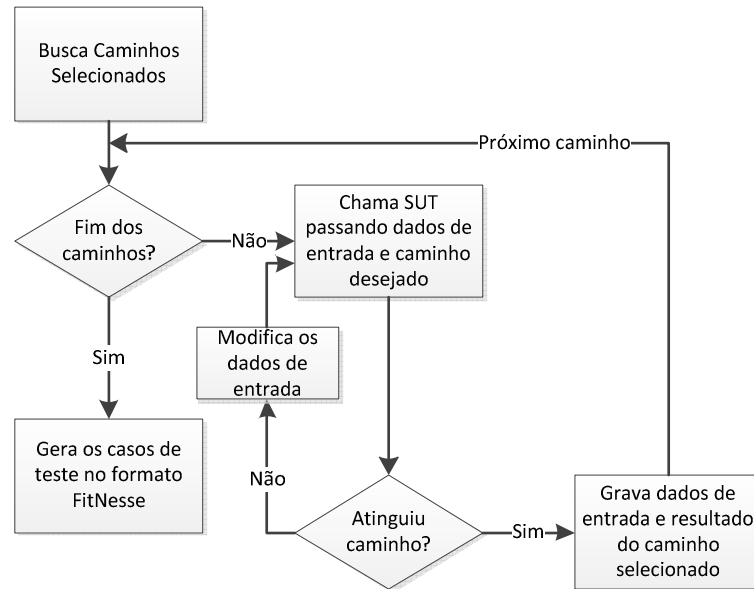 Busca Caminhos
Selecionados
Próximo caminho
Fim dos
caminhos?
Não
Chama SUT
passando dados de
entrada e caminho
desejado
Modifica os
dados de
entrada
Sim
Gera os casos de
teste no formato
FitNesse
Não
Atinguiu
caminho?
Sim
Grava dados de
entrada e resultado
do caminho
selecionado